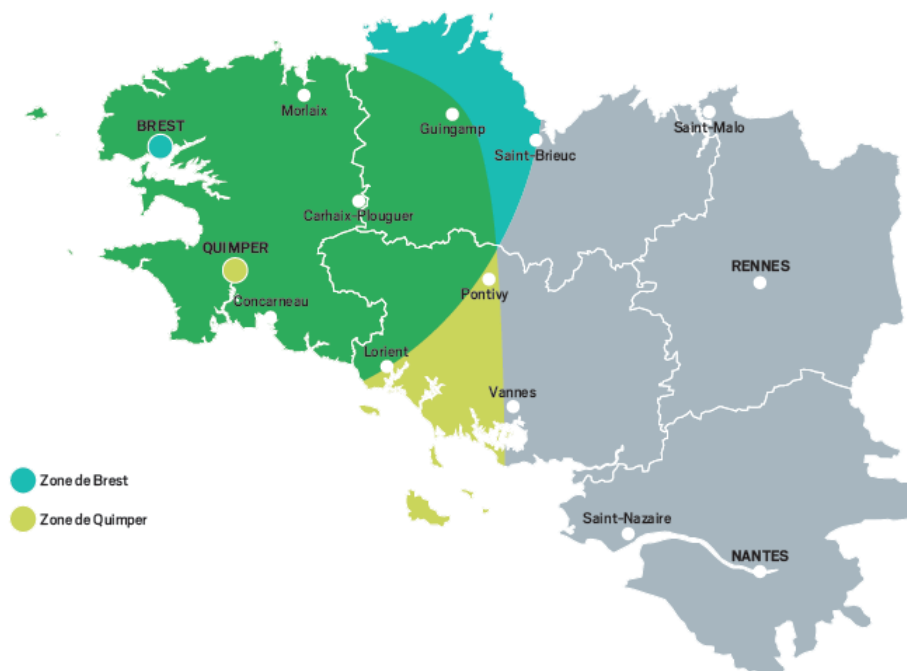 Morlaix
Saint-Malo
Guingamp
BREST
Saint-Brieuc
Carhaix-Plouguer
QUIMPER
RENNES
Pontivy
Concarneau
Lorient
Vannes
Zone de Brest
Zone de Quimper
Saint-Nazaire
NANTES